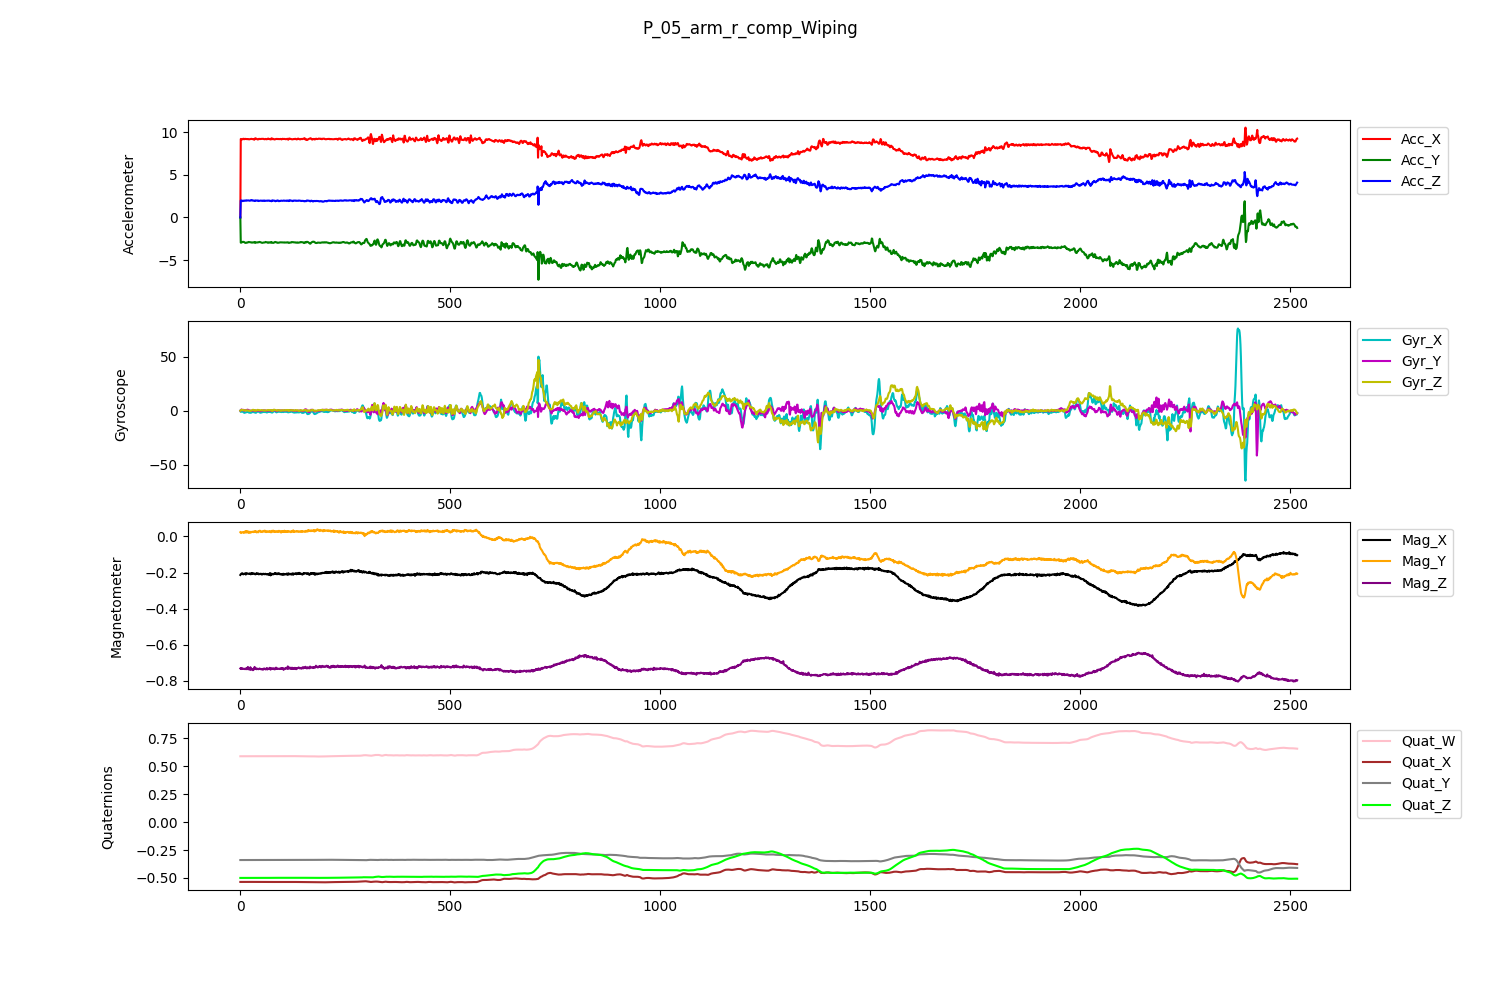 P_05_arm_r_comp_Wiping
Accelerometer
10
5
0
−5
0 500 1000 1500 2000 2500
Acc_X
Acc_Y
Acc_Z
Gyroscope
50
0
−50
0 500 1000 1500 2000 2500
Gyr_X
Gyr_Y
Gyr_Z
Magnetometer
0.0
−0.2
−0.4
−0.6
−0.8
0 500 1000 1500 2000 2500
Mag_X
Mag_Y
Mag_Z
Quaternions
0.75
0.50
0.25
0.00
−0.25
−0.50
0 500 1000 1500 2000 2500
Quat_W
Quat_X
Quat_Y
Quat_Z